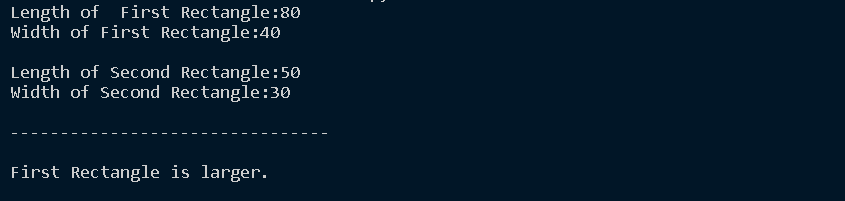 Length of  First Rectangle:80
Width of First Rectangle:40
Length of Second Rectangle:50
Width of Second Rectangle:30
--------------------------------
First Rectangle is larger.